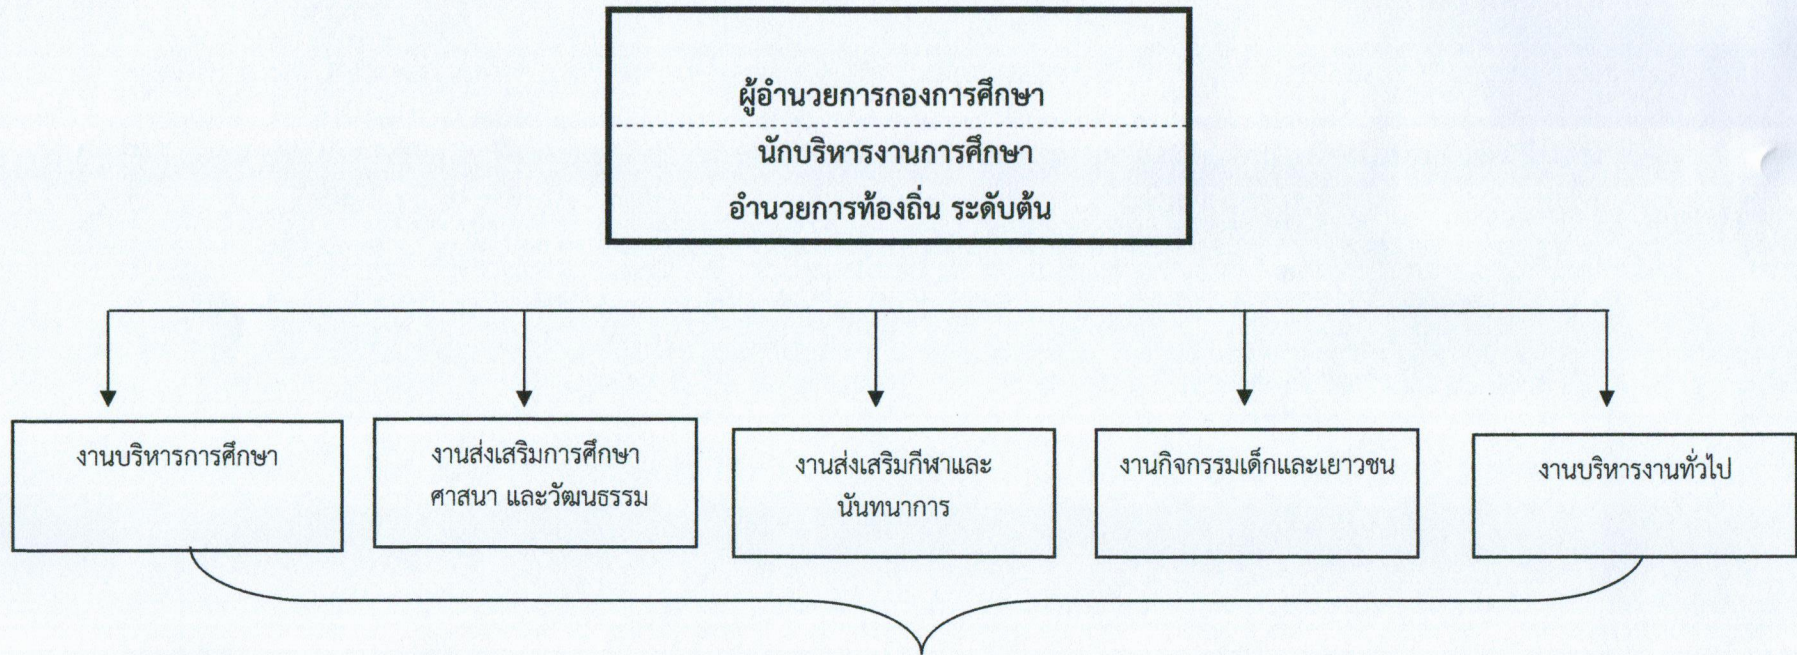 ผู้อำนวยการกองการศึกษา
นักบริหารงานการศึกษา
อำนวยการท้องถิ่น ระดับต้น
งานบริหารการศึกษา
งานส่งเสริมการศึกษา
ศาสนา และวัฒนธรรม
งานส่งเสริมกีฬาและ
นันทนาการ
งานกิจกรรมเด็กและเยาวชน
งานบริหารงานทั่วไป